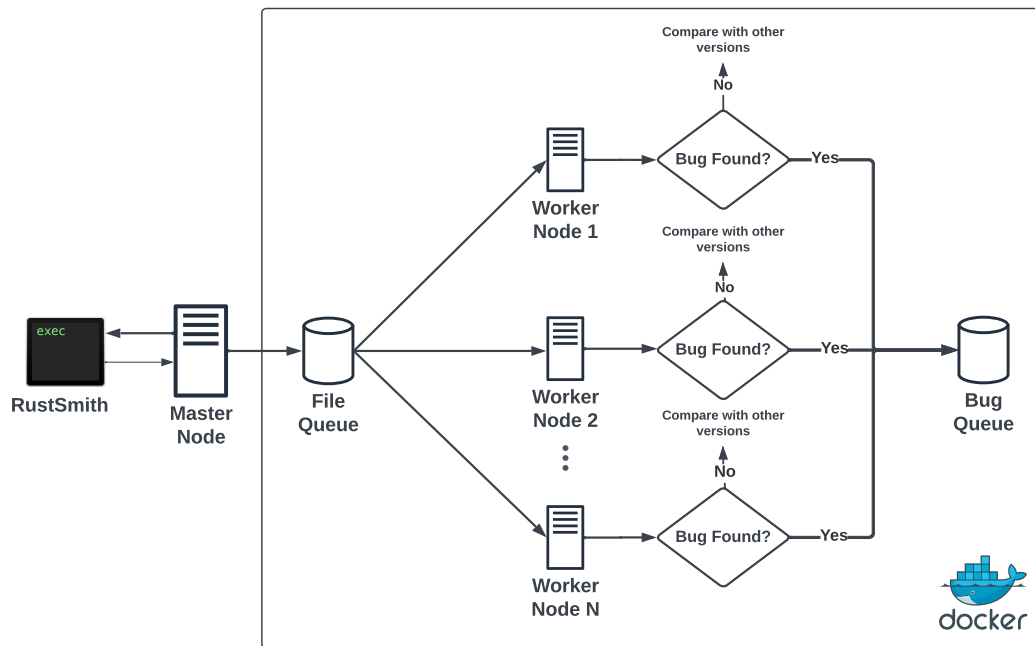 Compare with other
versions
No
Bug Found?
Yes
Worker
Node 1
Compare with other
versions
No
exec
RustSmith
Master
Node
File
Queue
Worker
Node 2
Bug Found?
Yes
Bug
Queue
Compare with other
versions
No
Bug Found?
Yes
Worker
Node N
docker